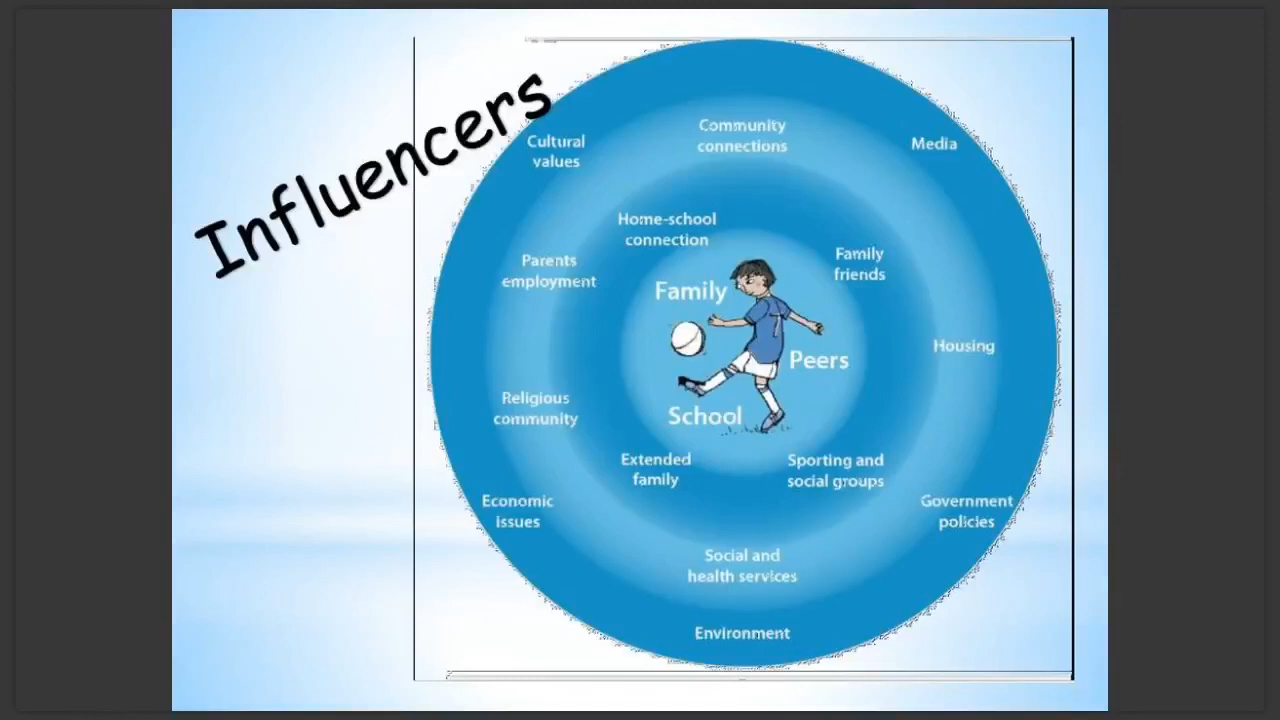 Influencers
Cultural
values
Community
connections
Media
Home-school
connection
Family
friends
Parents
employment
Family
Housing
Peers
Religious
community
School
Extended
family
Sporting and
social groups
Economic
issues
Government
policies
Social and
health services
Environment